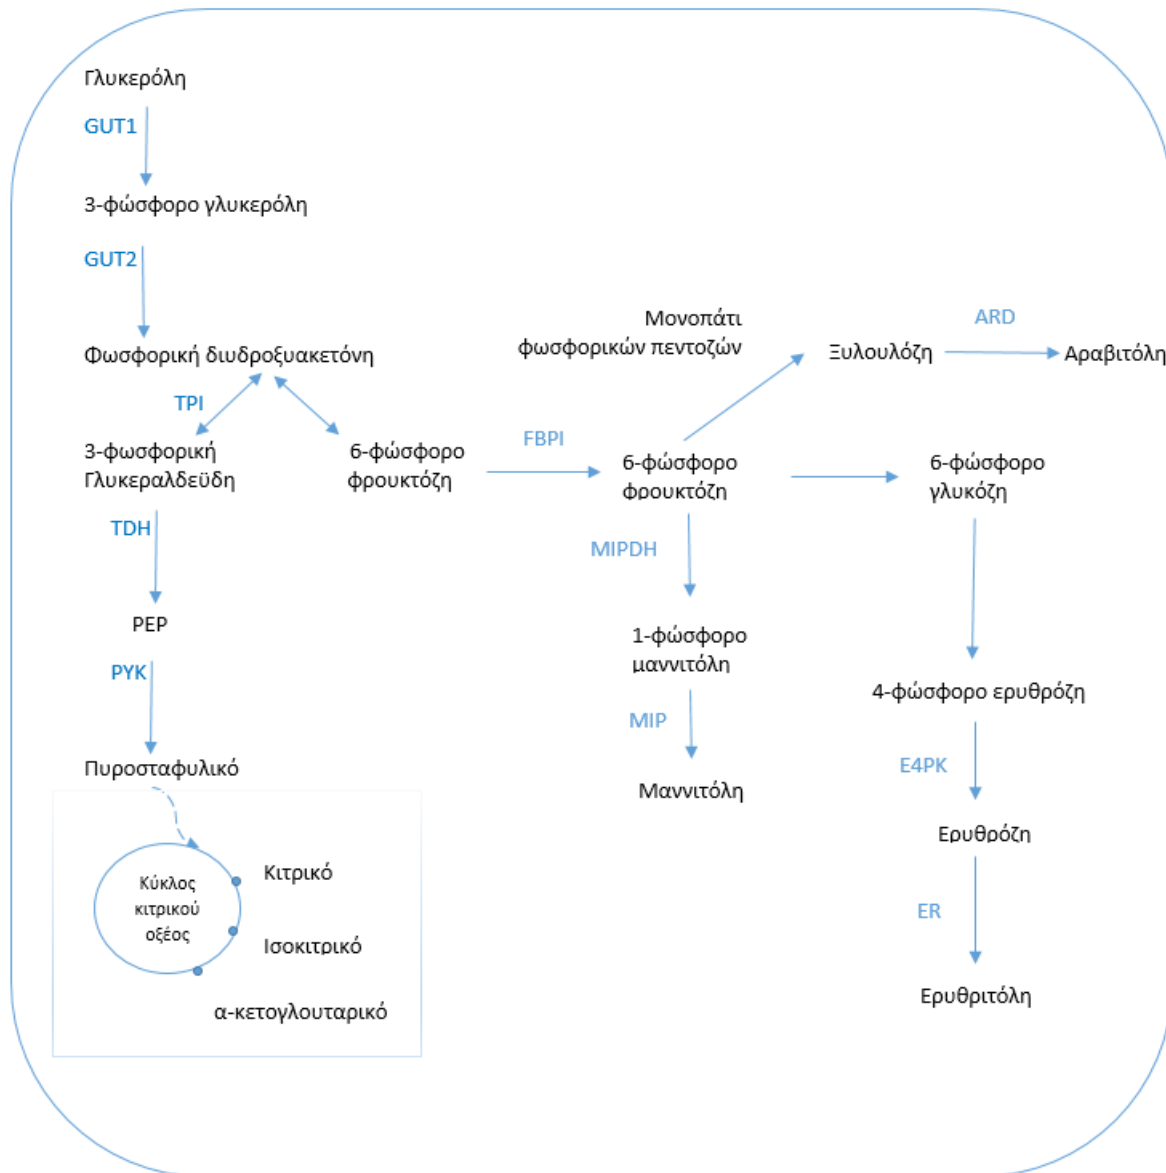 Γλυκερόλη
GUT1
3-φώσφορο γλυκερόλη
GUT2
Φωσφορική διυδροξυακετόνη
TPI
3-φωσφορική
Γλυκεραλδεϋδη
6-φώσφορο
φρουκτόζη
TDH
PEP
PYK
Πυροσταφυλικό
Κύκλος
κιτρικού
οξέος
Κιτρικό
Ισοκιτρικό
α-κετογλουταρικό
FBPI
6-φώσφορο
φρουκτόζη
Μονοπάτι
φωσφορικών πεντοζών
Ξυλουλόζη
ARD
Αραβιτόλη
MIPDH
1-φώσφορο
μαννιτόλη
MIP
Μαννιτόλη
6-φώσφορο
γλυκόζη
4-φώσφορο ερυθρόζη
E4PK
Ερυθρόζη
ER
Ερυθριτόλη